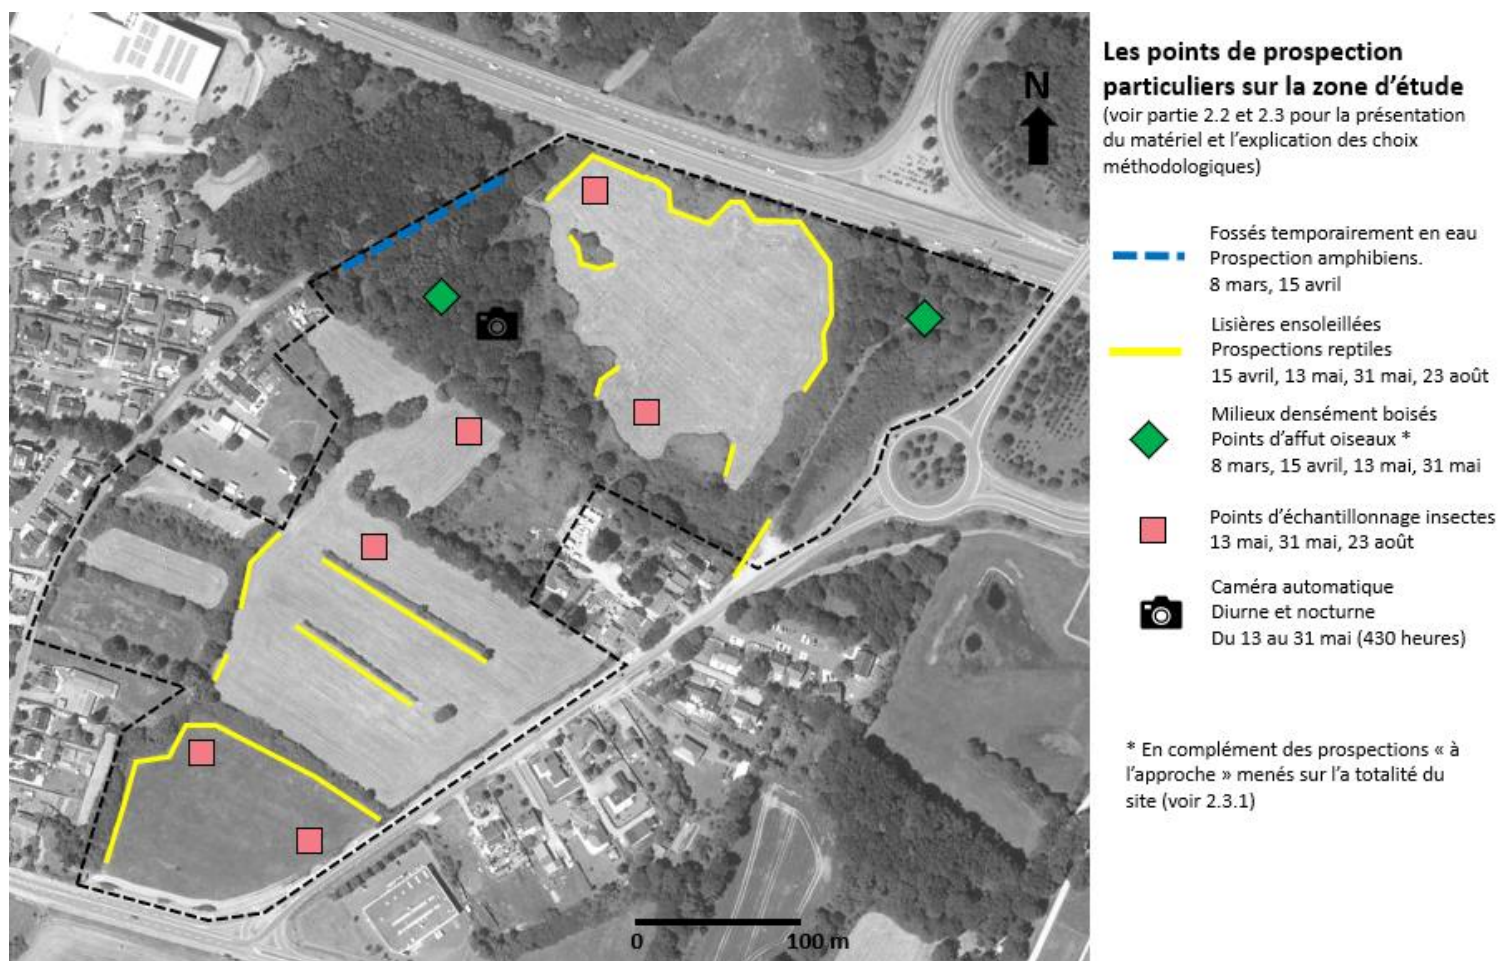 Les points de prospection
particuliers sur la zone d'étude
(voir partie 2.2 et 2.3 pour la présentation
du matériel et l'explication des choix
méthodologiques)
N
Fossés temporairement en eau
Prospection amphibiens.
8 mars, 15 avril
Lisières ensoleillées
Prospections reptiles
15 avril, 13 mai, 31 mai, 23 août
Milieux densément boisés
Points d'affut oiseaux *
8 mars, 15 avril, 13 mai, 31 mai
Points d'échantillonnage insectes
13 mai, 31 mai, 23 août
Caméra automatique
Diurne et nocturne
Du 13 au 31 mai (430 heures)
* En complément des prospections « à
l'approche » menés sur l'a totalité du
site (voir 2.3.1)
0 100 m